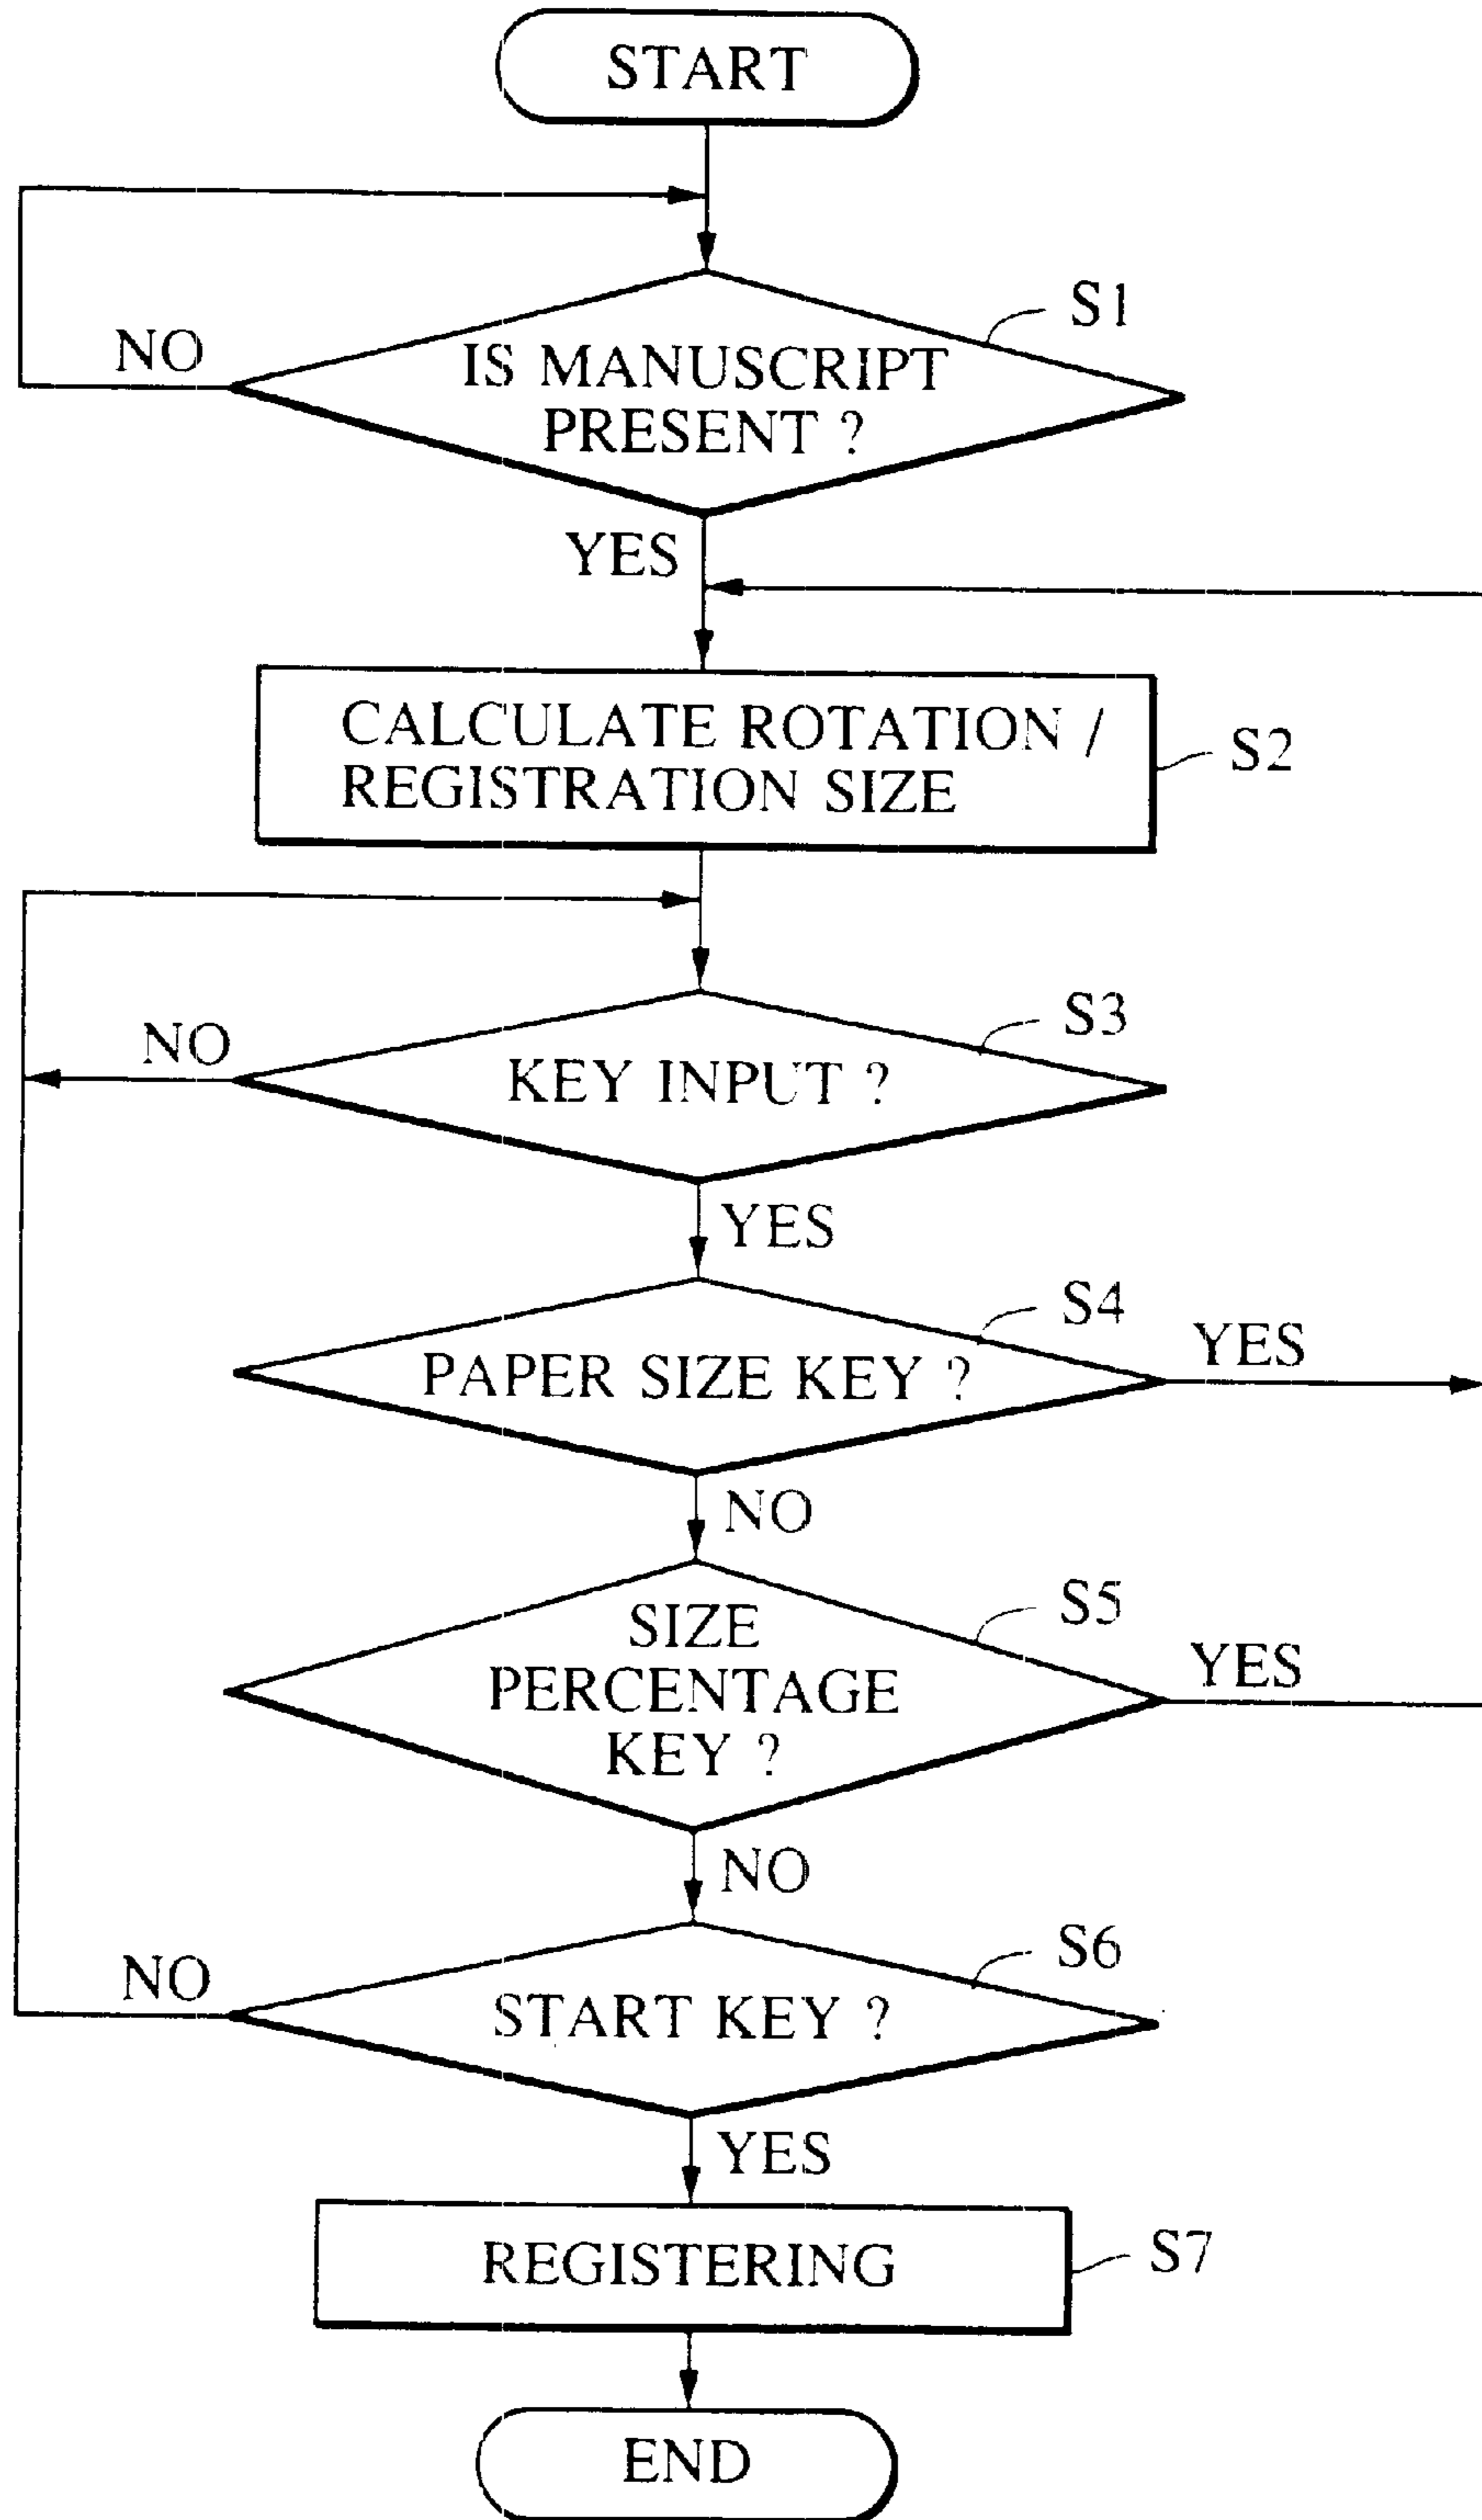 START
S1
NO
IS MANUSCRIPT
PRESENT ?
YES
CALCULATE ROTATION /
REGISTRATION SIZE
S2
S3
NO
KEY INPUT ?
YES
S4
YES
PAPER SIZE KEY ?
NO
S5
SIZE
YES
PERCENTAGE
KEY ?
NO
S6
NO
START KEY ?
YES
REGISTERING
S7
END